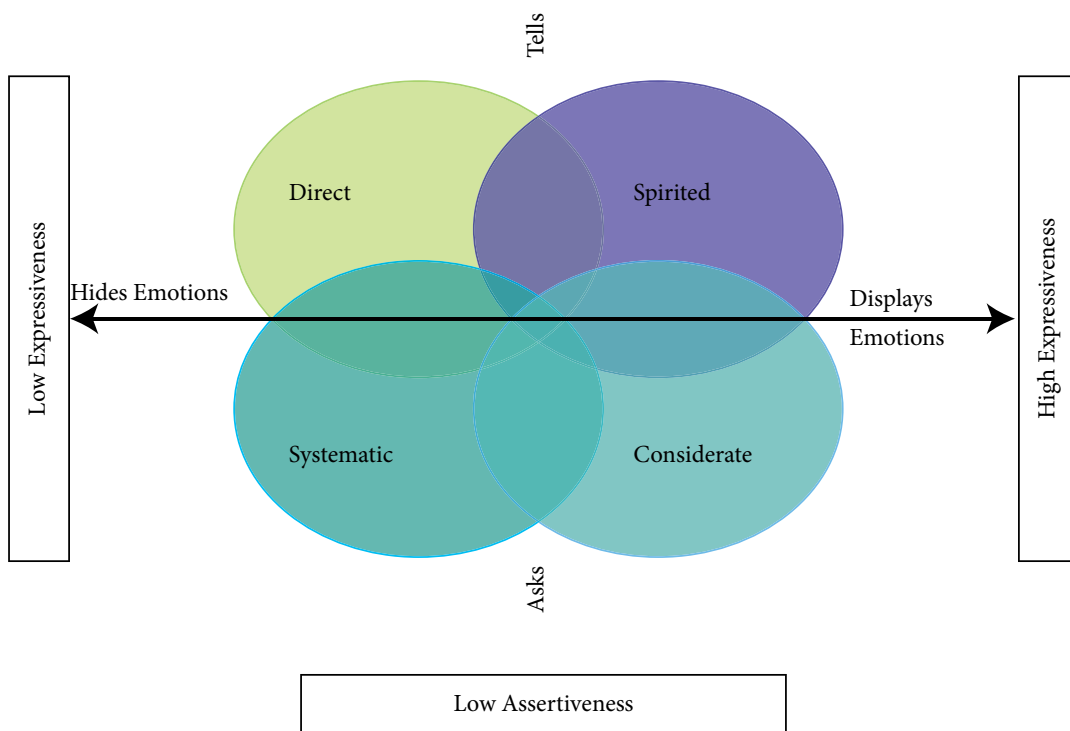 Tells
Direct
Spirited
Low Expressiveness
Hides Emotions
Displays
Emotions
High Expressiveness
Systematic
Considerate
Asks
Low Assertiveness